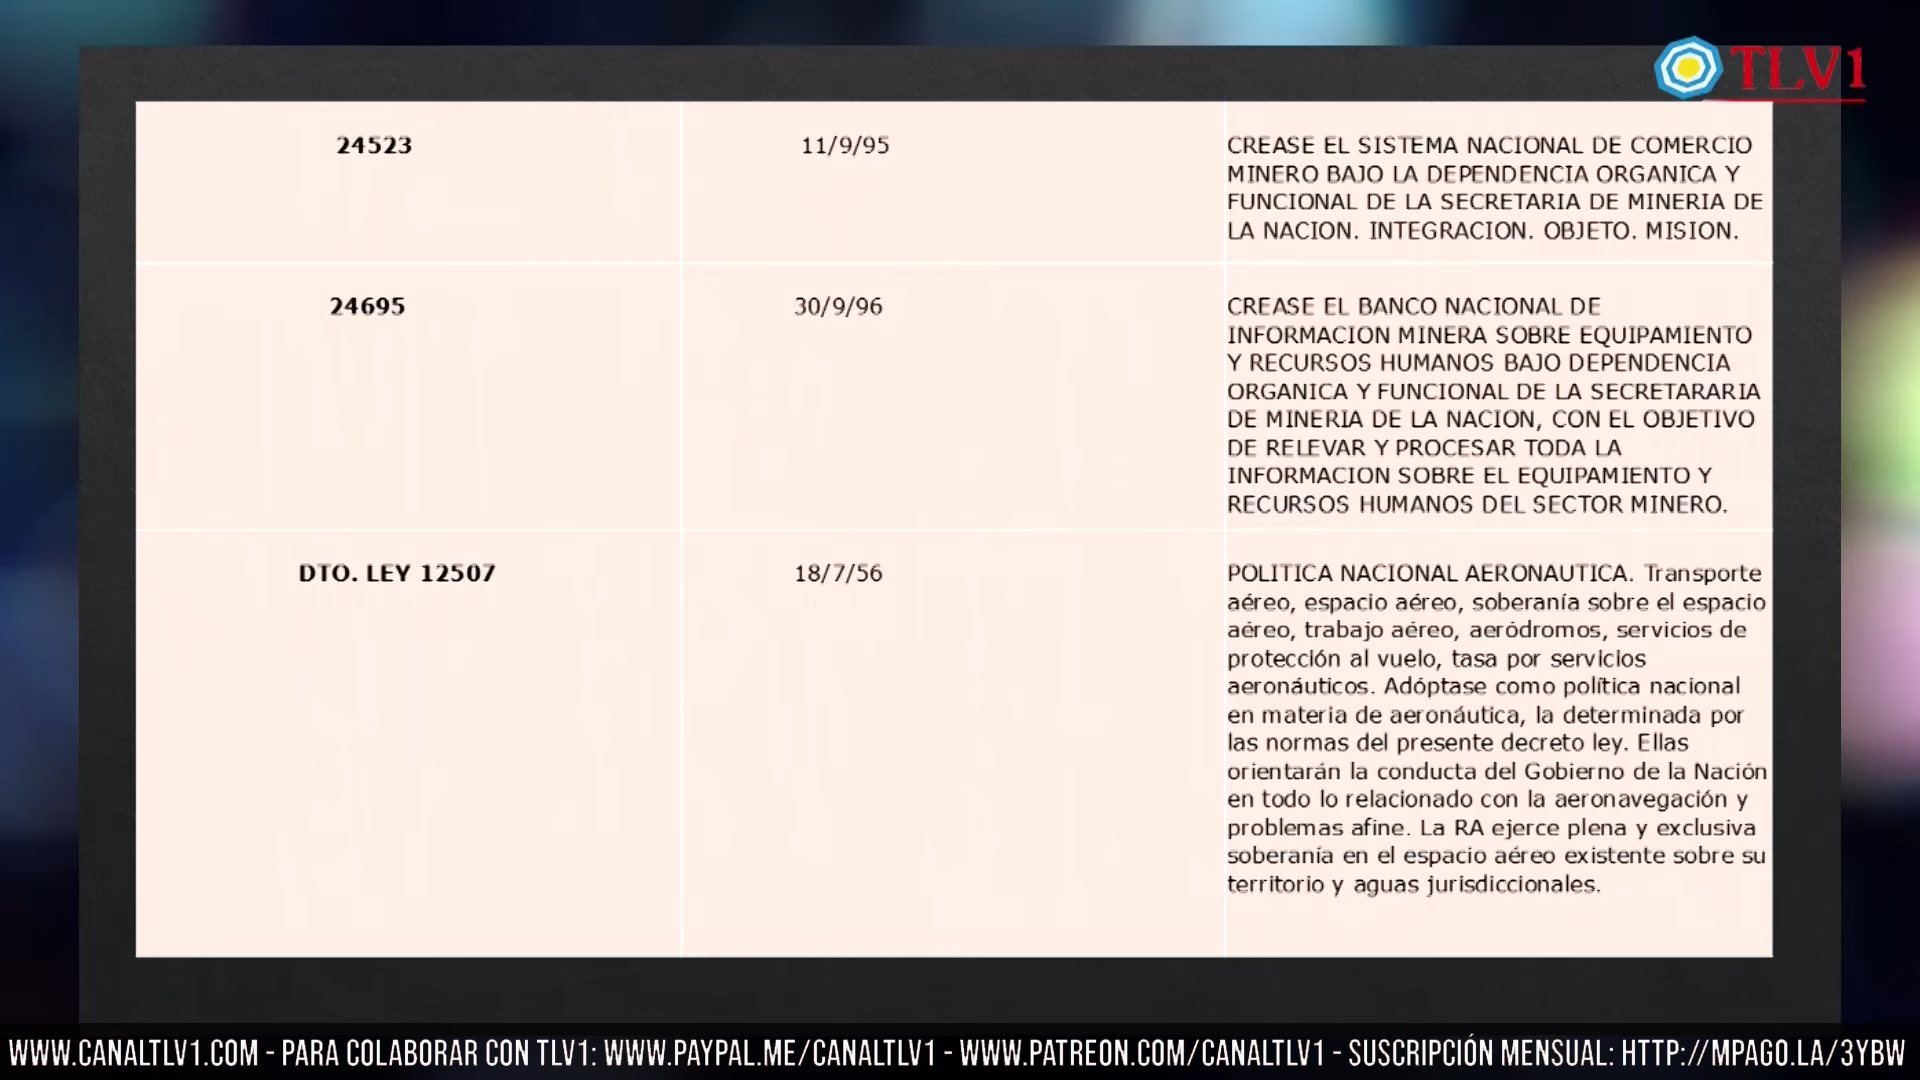 TLV1
24523
11/9/95
CREASE EL SISTEMA NACIONAL DE COMERCIO
MINERO BAJO LA DEPENDENCIA ORGANICA Y
FUNCIONAL DE LA SECRETARIA DE MINERIA DE
LA NACION. INTEGRACION. OBJETO. MISION.
24695
30/9/96
CREASE EL BANCO NACIONAL DE
INFORMACION MINERA SOBRE EQUIPAMIENTO
Y RECURSOS HUMANOS BAJO DEPENDENCIA
ORGANICA Y FUNCIONAL DE LA SECRETARARIA
DE MINERIA DE LA NACION, CON EL OBJETIVO
DE RELEVAR Y PROCESAR TODA LA
INFORMACION SOBRE EL EQUIPAMIENTO Y
RECURSOS HUMANOS DEL SECTOR MINERO.
DTO. LEY 12507
18/7/56
POLITICA NACIONAL AERONAUTICA. Transporte
aéreo, espacio aéreo, soberanía sobre el espacio
aéreo, trabajo aéreo, aeródromos, servicios de
protección al vuelo, tasa por servicios
aeronáuticos. Adóptase como política nacional
en materia de aeronáutica, la determinada por
las normas del presente decreto ley. Ellas
orientarán la conducta del Gobierno de la Nación
en todo lo relacionado con la aeronavegación y
problemas afine. La RA ejerce plena y exclusiva
soberanía en el espacio aéreo existente sobre su
territorio y aguas jurisdiccionales.
WWW.CANALTLV1.COM - PARA COLABORAR CON TLV1: WWW.PAYPAL.ME/CANALTLV1 - WWW.PATREON.COM/CANALTLV1 - SUSCRIPCIÓN MENSUAL: HTTP://MPAGO.LA/3YBW